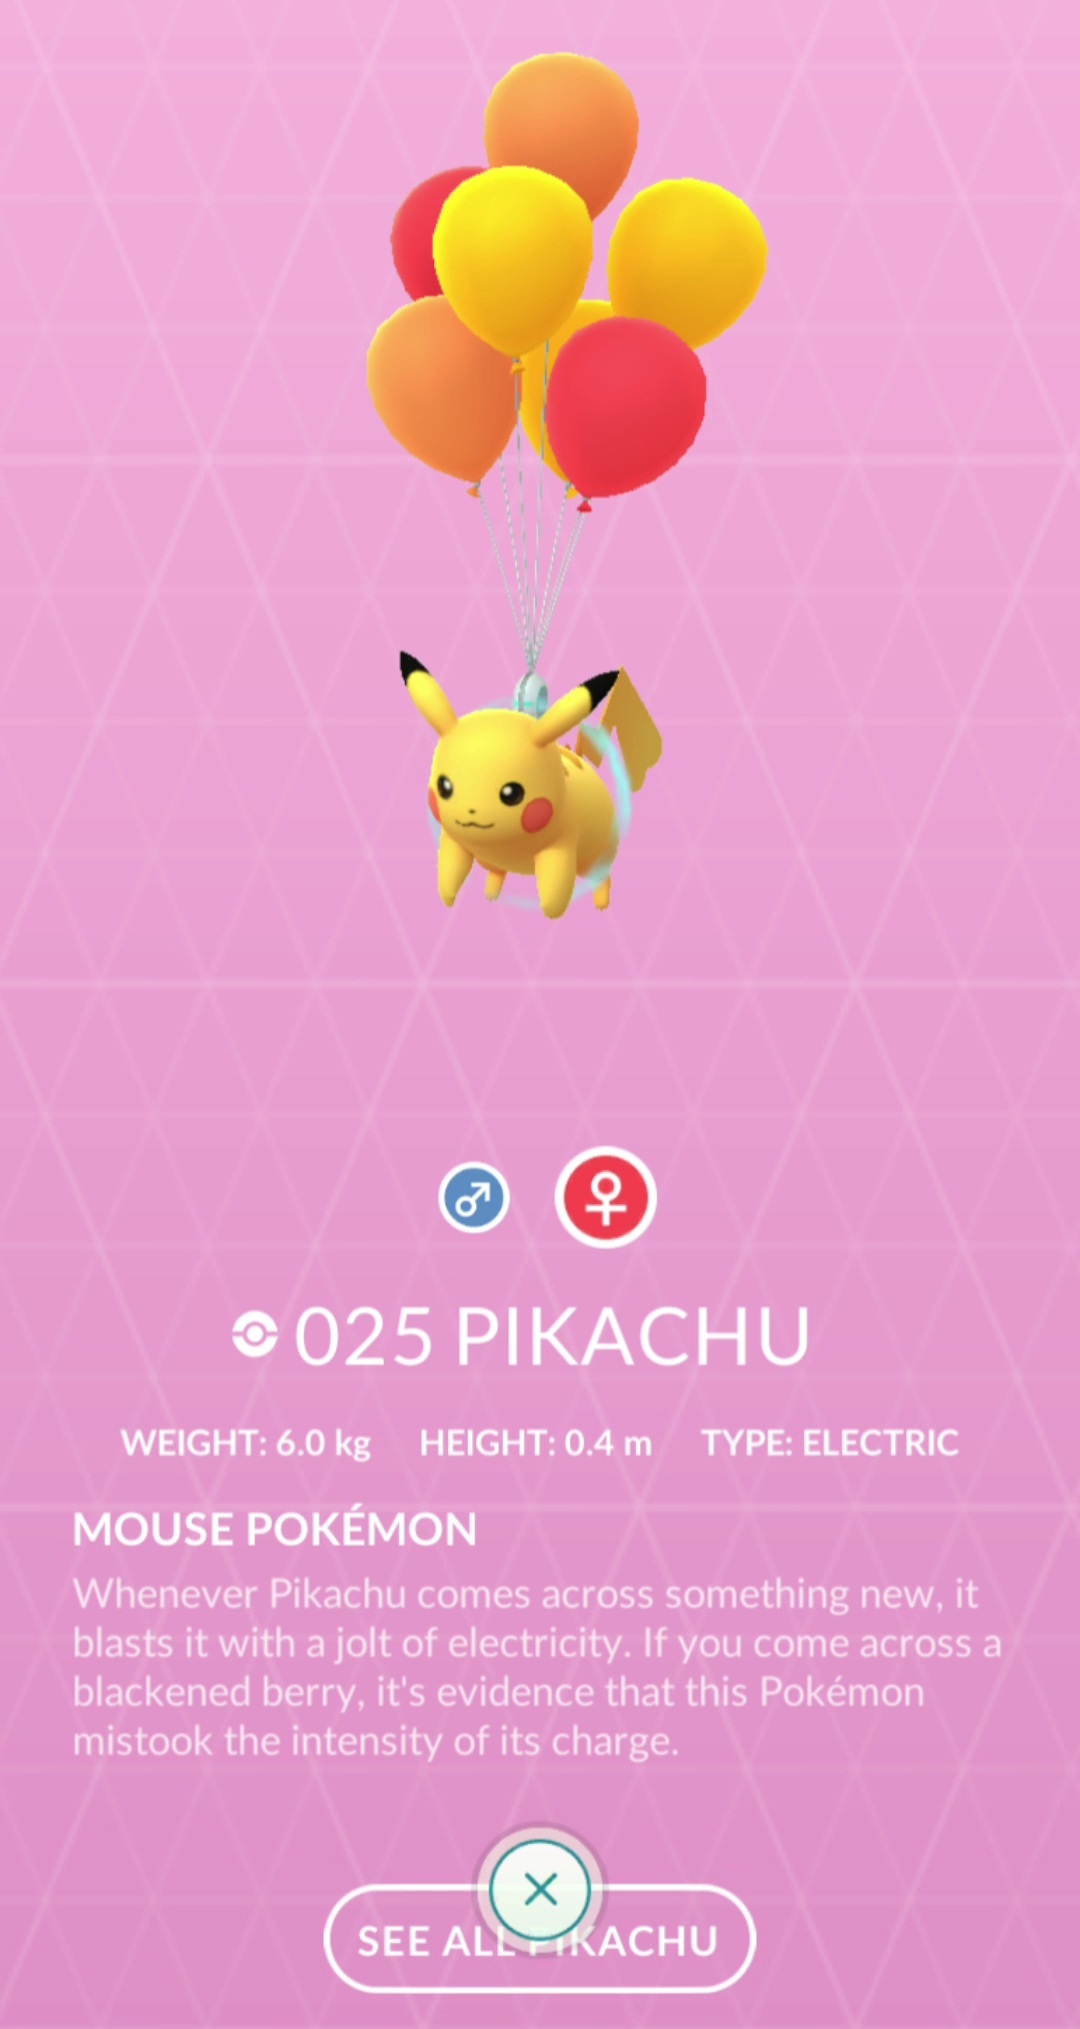 025 PIKACHU
WEIGHT: 6.0 kg HEIGHT: 0.4 m TYPE: ELECTRIC
MOUSE POKÉMON
Whenever Pikachu comes across something new, it
blasts it with a jolt of electricity. If you come across a
blackened berry, it's evidence that this Pokémon
mistook the intensity of its charge.
SEE ALL PIKACHU